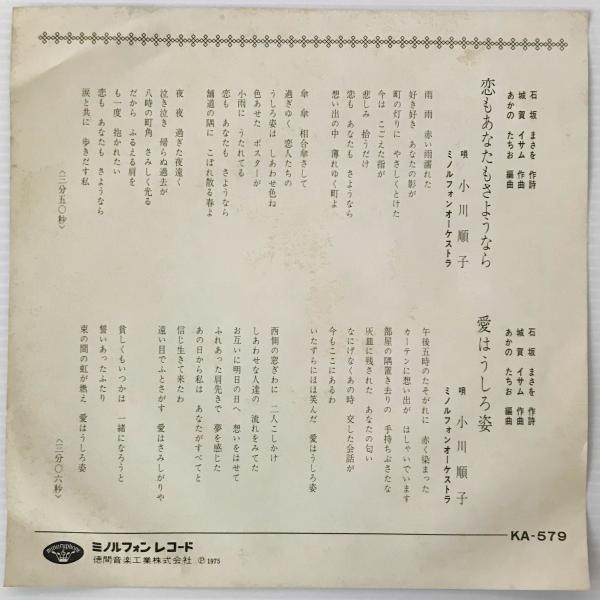 石坂 まさを 作詩
城賀 イサム 作曲
あかの たちお 編曲
恋もあなたもさようなら
唄 小川順子
ミノルフォンオーケストラ
雨 雨 赤い雨濡れた
好き好き あなたの影が
町の灯りに やさしくとけた
今は こごえた指が
悲しみ 拾うだけ
恋も あなたも さようなら
想い出の中 薄れゆく町よ
傘 傘 相合傘さして
過ぎゆく 恋人たちの
うしろ姿は しあわせ色ね
色あせた ポスターが
小雨に うたれてる
恋も あなたも さようなら
舗道の隅に こぼれ散る春よ
夜 夜 過ぎた夜遠く
泣き泣き 帰らぬ過去が
八時の町角 さみしく光る
だから ふるえる肩を
も一度 抱かれたい
恋も あなたも さようなら
涙と共に 歩きだす私
(三分五〇秒)
石坂 まさを 作詩
城賀 イサム 作曲
あかの たちお 編曲
愛はうしろ姿
唄 小川順子
ミノルフォンオーケストラ
午後五時のたそがれに 赤く染まった
カーテンに想い出が はしゃいでいます
部屋の隅置き去りの 手持ちぶさたな
灰皿に残された あなたの匂い
なにげなくあの時 交した会話が
今もここにあるわ
いたずらにほほ笑んだ 愛はうしろ姿
西側の窓ぎわに 二人こしかけ
しあわせな人達の 流れをみてた
お互いに明日の日へ 想いをはせて
ふれあった肩先で 夢を感じた
あの日から私は あなたがすべてと
信じ生きて来たわ
遠い目でふとさがす 愛はさみしがりや
貧しくもいつかは 一緒になろうと
誓いあったふたり
束の間の虹が燃え 愛はうしろ姿
(三分〇六秒)
KA-579
minoruphone
ミノルフォンレコード
徳間音楽工業株式会社 Ⓟ1975